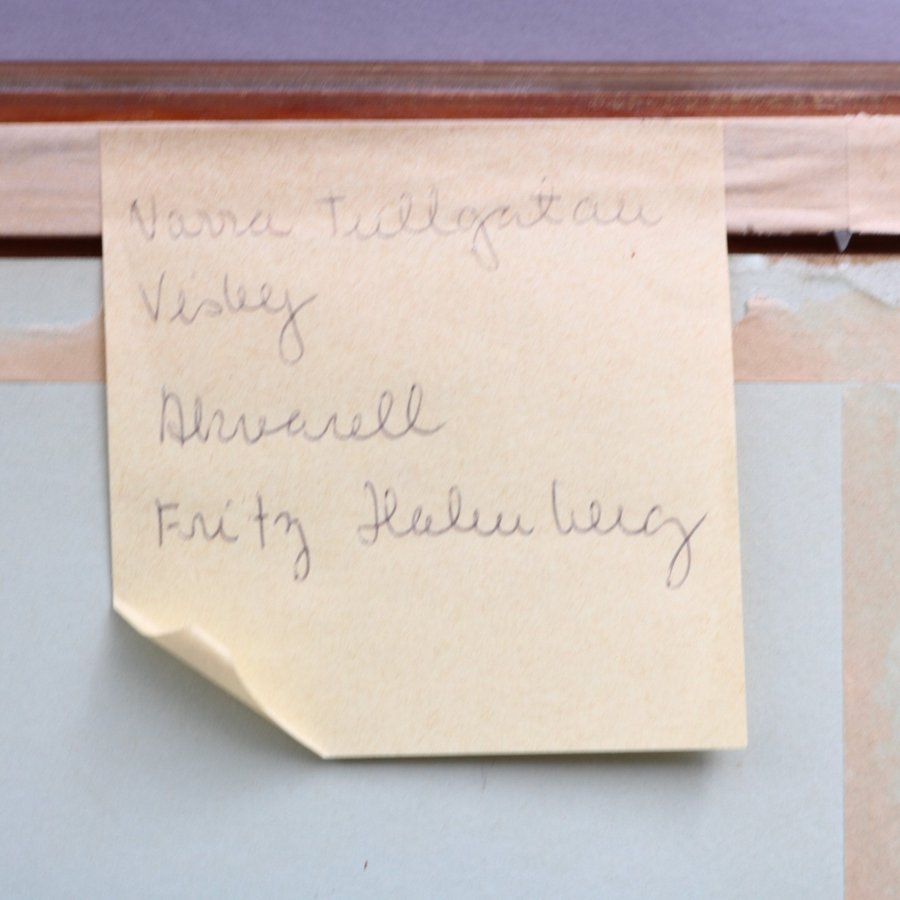 Norra Tullgatan
Visby
Akvarell
Fritz Holmberg